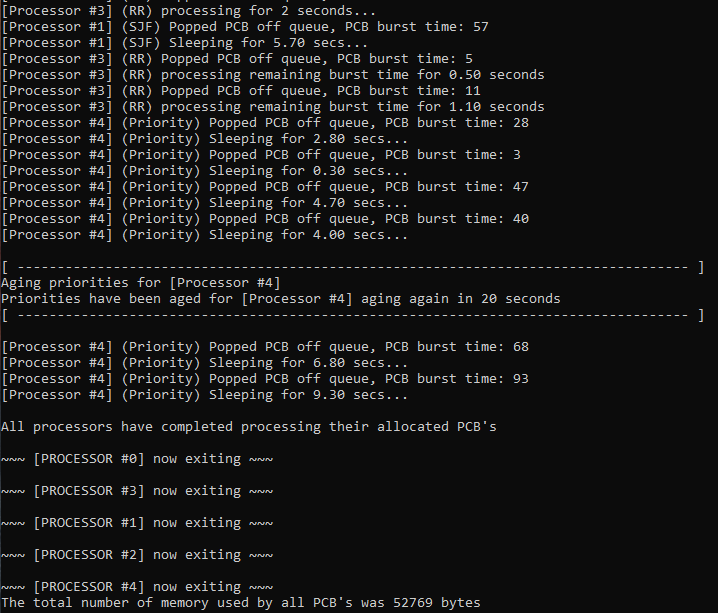 [Processor #3] (RR) processing for 2 seconds...
[Processor #1] (SJF) Popped PCB off queue, PCB burst time: 57
[Processor #1] (SJF) Sleeping for 5.70 secs...
[Processor #3] (RR) Popped PCB off queue, PCB burst time: 5
[Processor #3] (RR) processing remaining burst time for 0.50 seconds
[Processor #3] (RR) Popped PCB off queue, PCB burst time: 11
[Processor #3] (RR) processing remaining burst time for 1.10 seconds
[Processor #4] (Priority) Popped PCB off queue, PCB burst time: 28
[Processor #4] (Priority) Sleeping for 2.80 secs...
[Processor #4] (Priority) Popped PCB off queue, PCB burst time: 3
[Processor #4] (Priority) Sleeping for 0.30 secs...
[Processor #4] (Priority) Popped PCB off queue, PCB burst time: 47
[Processor #4] (Priority) Sleeping for 4.70 secs...
[Processor #4] (Priority) Popped PCB off queue, PCB burst time: 40
[Processor #4] (Priority) Sleeping for 4.00 secs...
[ ------------------------------------------------------------------------------------ ]
Aging priorities for [Processor #4]
Priorities have been aged for [Processor #4] aging again in 20 seconds
[ ------------------------------------------------------------------------------------ ]
[Processor #4] (Priority) Popped PCB off queue, PCB burst time: 68
[Processor #4] (Priority) Sleeping for 6.80 secs...
[Processor #4] (Priority) Popped PCB off queue, PCB burst time: 93
[Processor #4] (Priority) Sleeping for 9.30 secs...
All processors have completed processing their allocated PCB's
~~~ [PROCESSOR #0] now exiting ~~~
~~~ [PROCESSOR #3] now exiting ~~~
~~~ [PROCESSOR #1] now exiting ~~~
~~~ [PROCESSOR #2] now exiting ~~~
~~~ [PROCESSOR #4] now exiting ~~~
The total number of memory used by all PCB's was 52769 bytes